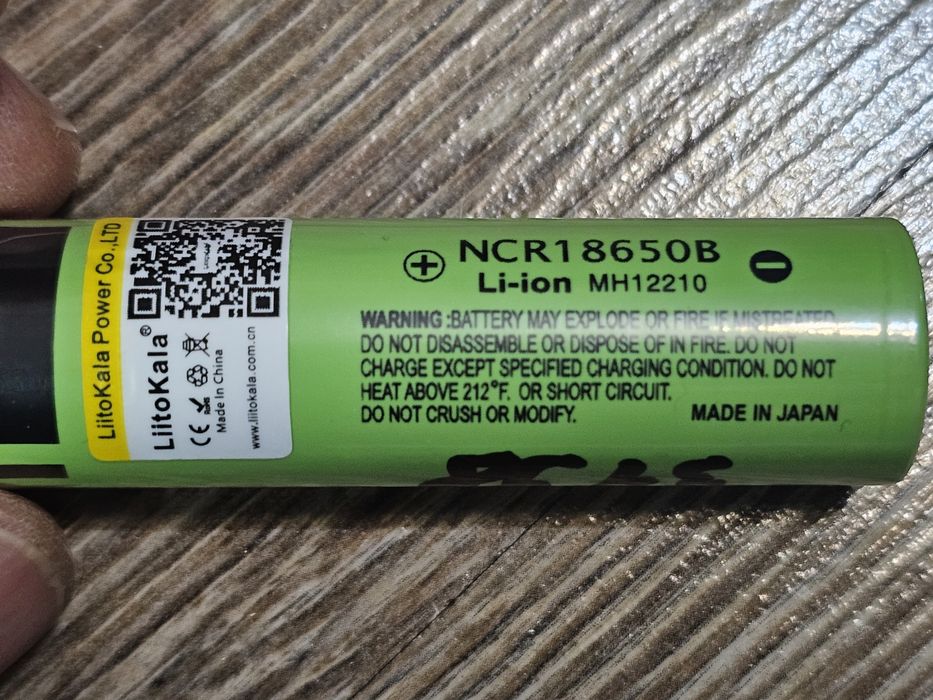 LiitoKala Power Co.,LTD
LiitoKala®
CE RoHS
Made In China
www.liitokala.com.cn
+ NCR18650B -
Li-ion MH12210
WARNING :BATTERY MAY EXPLODE OR FIRE IF MISTREATED.
DO NOT DISASSEMBLE OR DISPOSE OF IN FIRE. DO NOT
CHARGE EXCEPT SPECIFIED CHARGING CONDITION. DO NOT
HEAT ABOVE 212°F. OR SHORT CIRCUIT.
DO NOT CRUSH OR MODIFY. MADE IN JAPAN